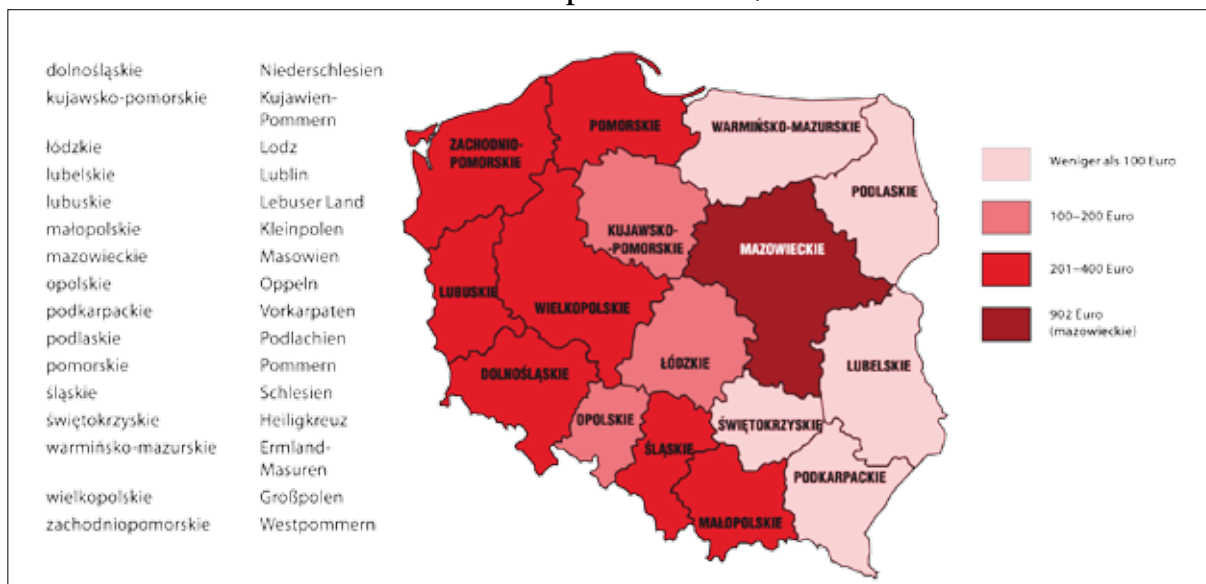 dolnośląskie Niederschlesien
kujawsko-pomorskie Kujawien-
Pommern
łódzkie Lodz
lubelskie Lublin
lubuskie Lebuser Land
małopolskie Kleinpolen
mazowieckie Masowien
opolskie Oppeln
podkarpackie Vorkarpaten
podlaskie Podlachien
pomorskie Pommern
śląskie Schlesien
świętokrzyskie Heiligkreuz
warmińsko-mazurskie Ermland-
Masuren
wielkopolskie Großpolen
zachodniopomorskie Westpommern
POMORSKIE
WARMIŃSKO-MAZURSKIE
ZACHODNIO-
POMORSKIE
PODLASKIE
KUJAWSKO-
-POMORSKIE
MAZOWIECKIE
LUBUSKIE
WIELKOPOLSKIE
ŁÓDZKIE
LUBELSKIE
DOLNOŚLĄSKIE
OPOLSKIE
ŚWIĘTOKRZYSKIE
ŚLĄSKIE
PODKARPACKIE
MAŁOPOLSKIE
Weniger als 100 Euro
100–200 Euro
201–400 Euro
902 Euro
(mazowieckie)